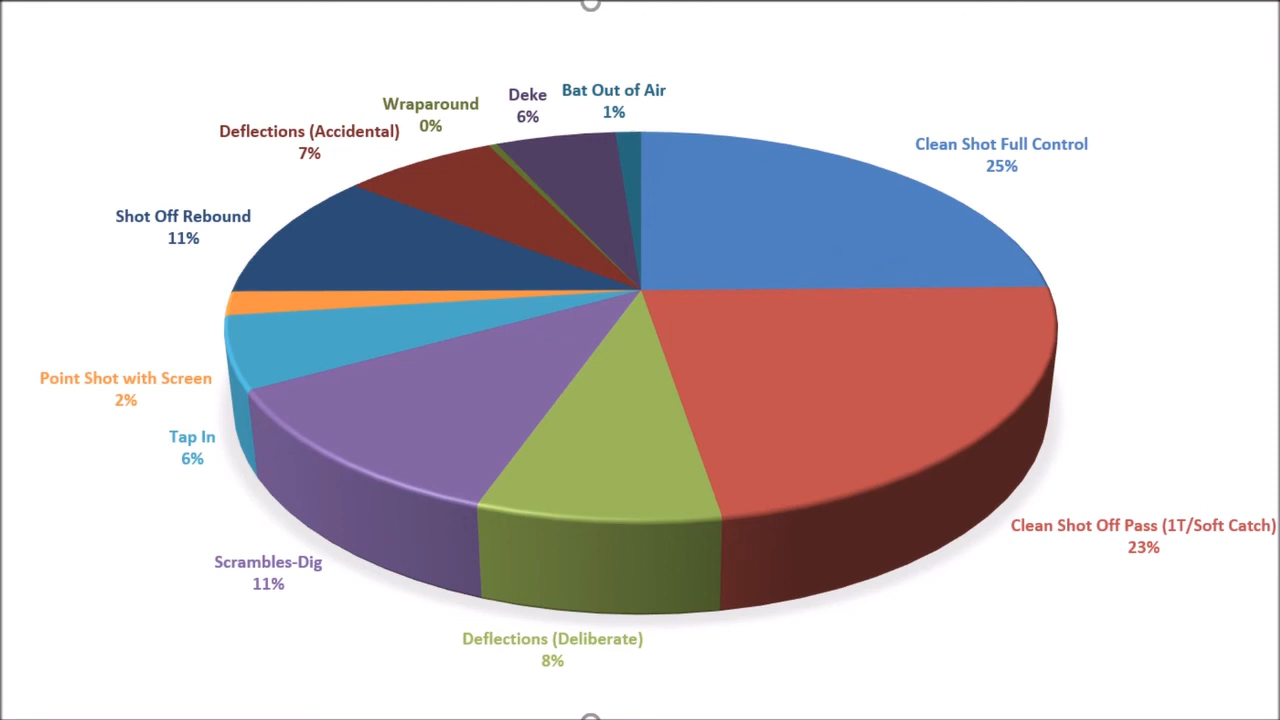 Bat Out of Air
1%
Deke
6%
Wraparound
0%
Deflections (Accidental)
7%
Clean Shot Full Control
25%
Shot Off Rebound
11%
Point Shot with Screen
2%
Tap In
6%
Clean Shot Off Pass (1T/Soft Catch)
23%
Scrambles-Dig
11%
Deflections (Deliberate)
8%